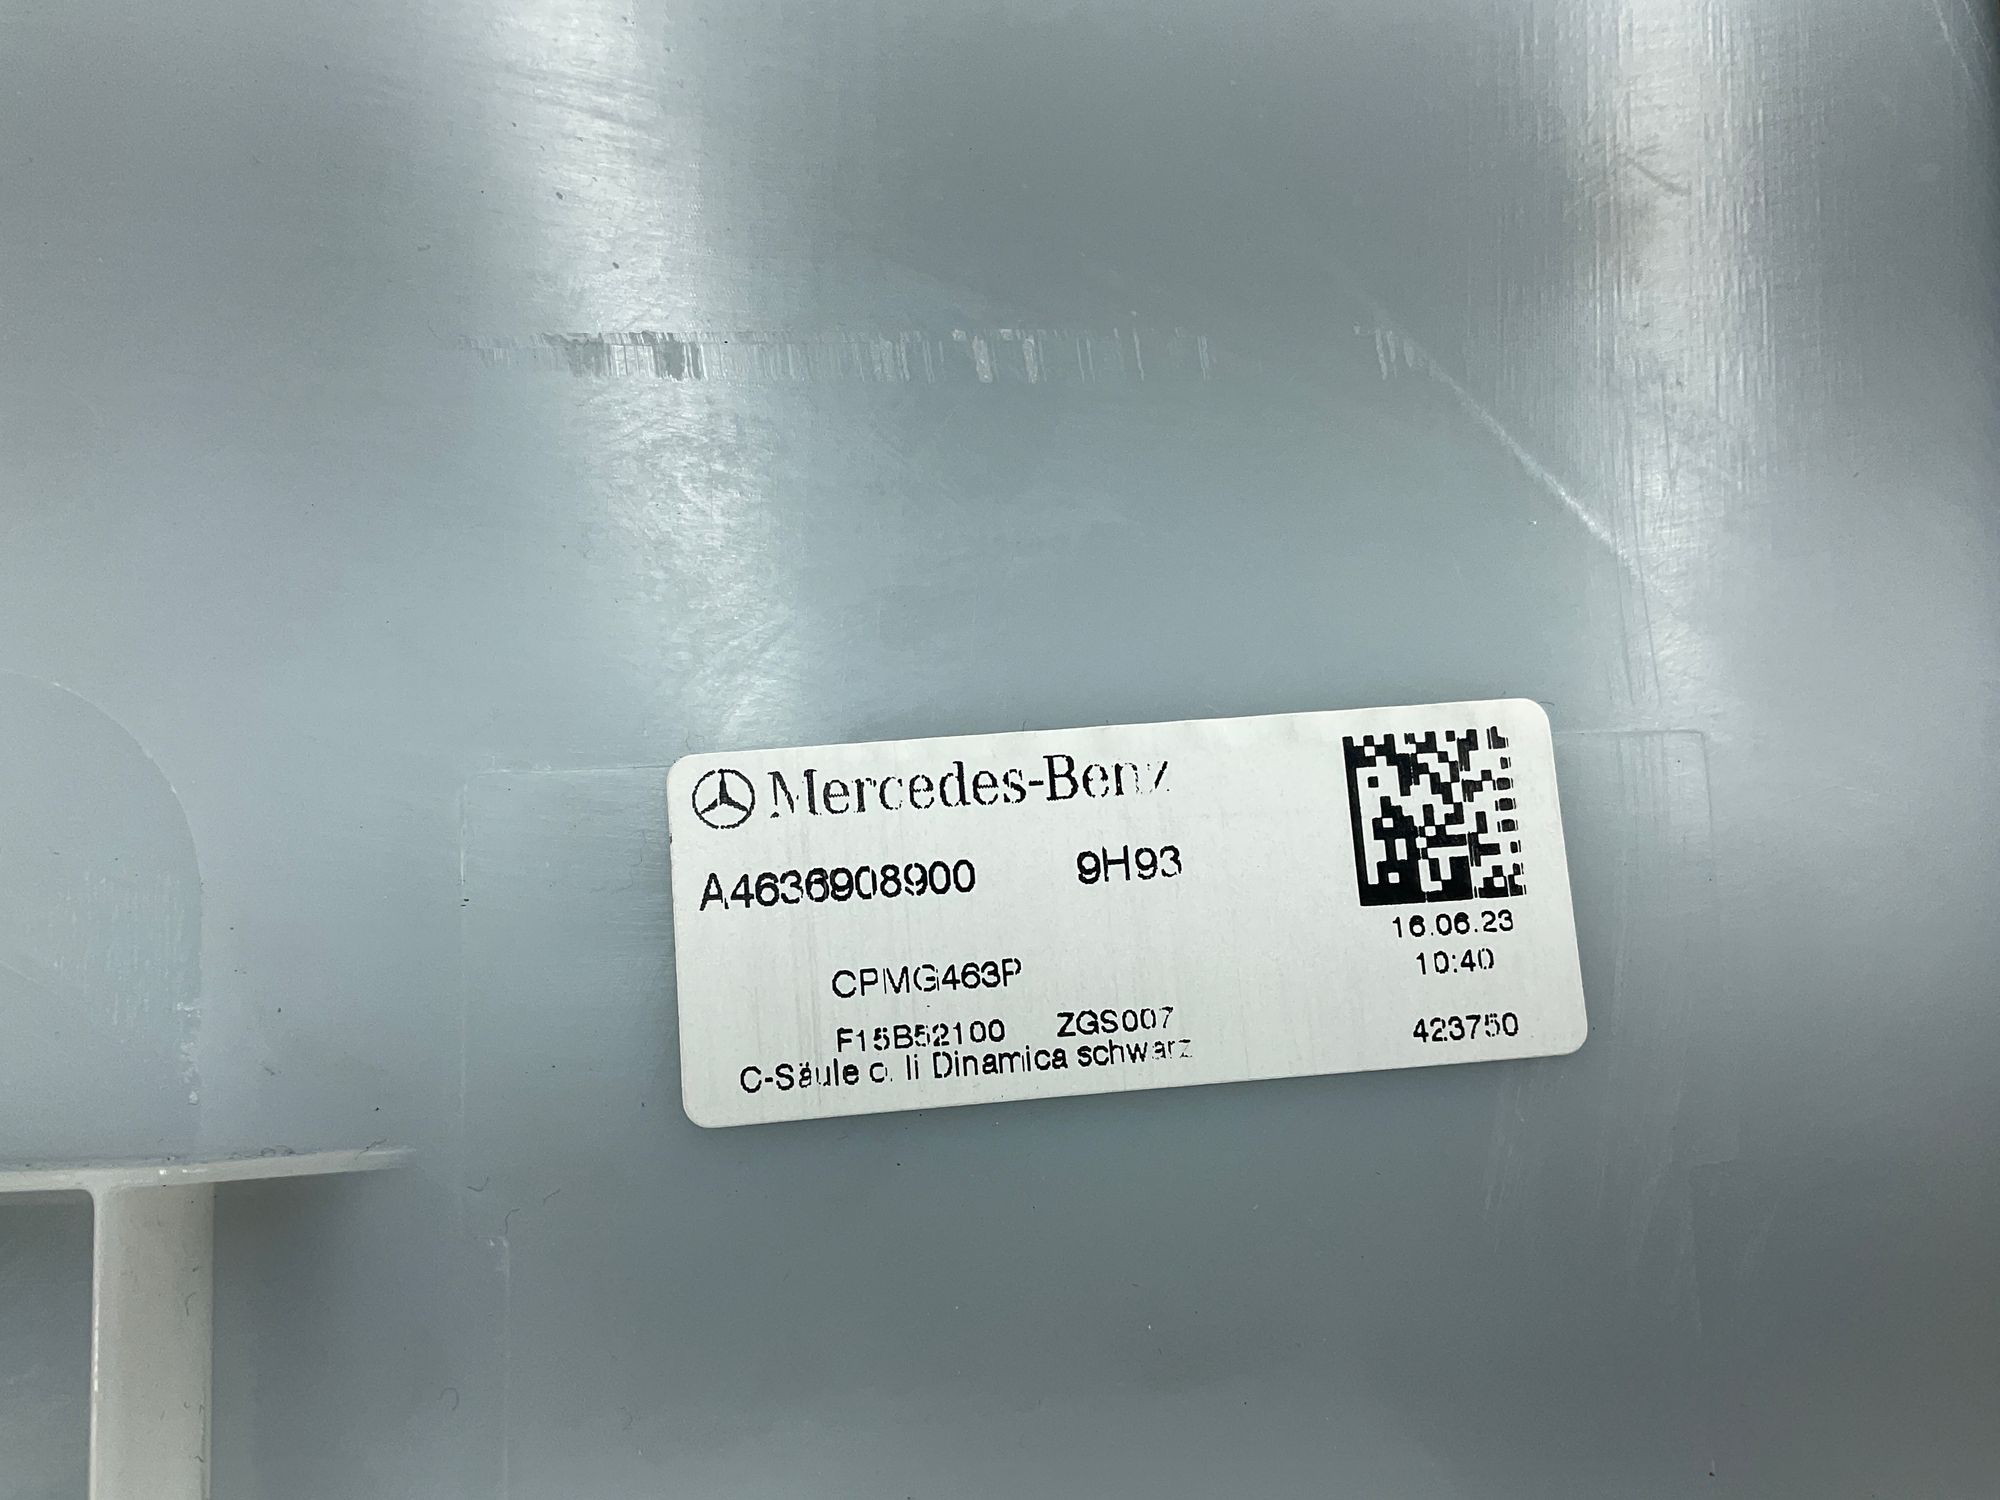 Mercedes-Benz
A4636908900 9H93
16.06.23
10:40
CPMG463P
F15B52100 ZGS007
423750
C-Säule o. li Dinamica schwarz